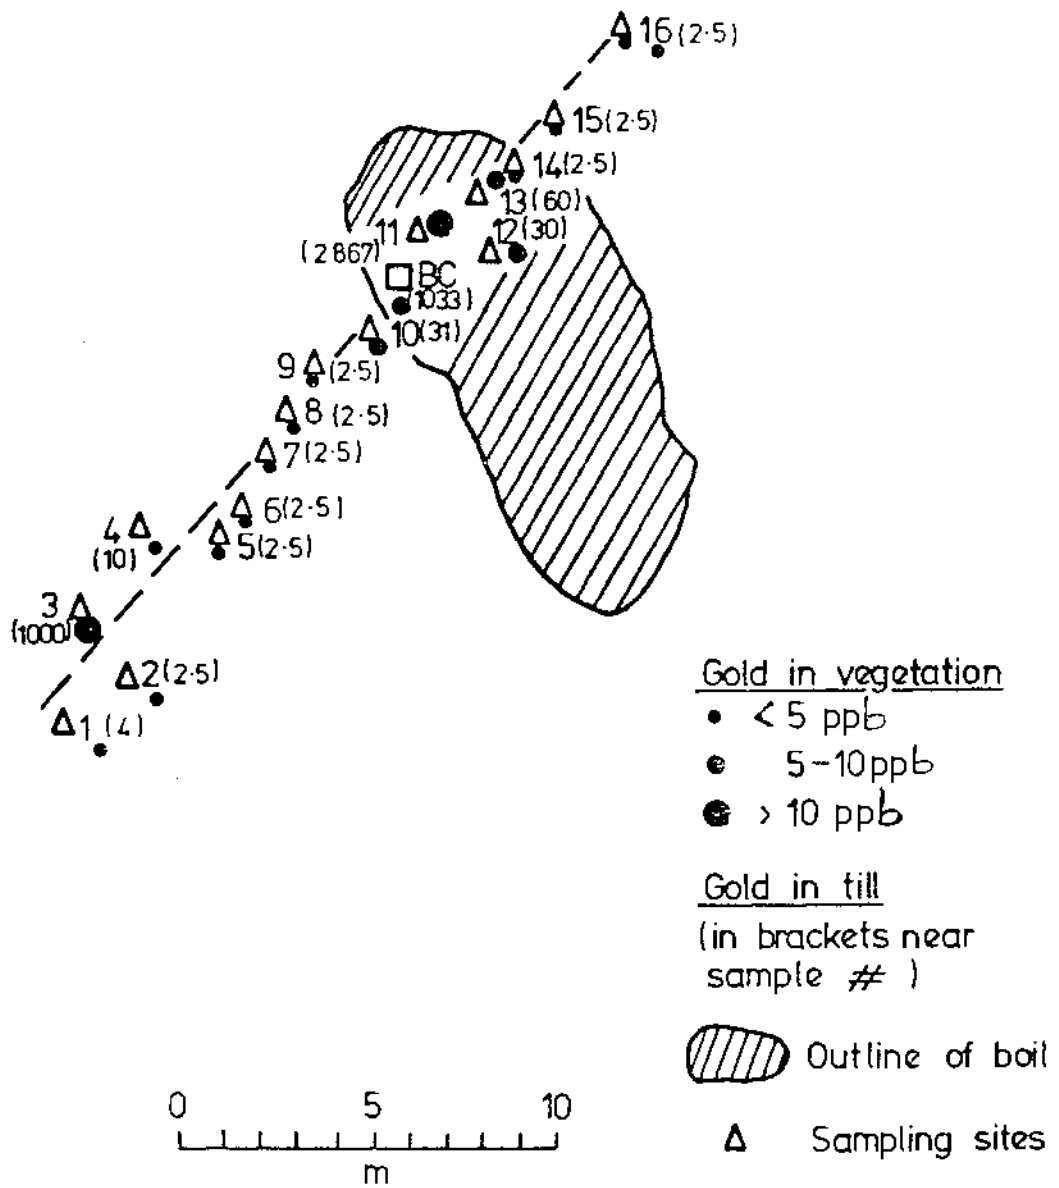 16 (2·5)
15 (2·5)
14 (2·5)
13 (60)
11
12 (30)
(2867)
BC
(1033)
10 (31)
9 (2·5)
8 (2·5)
7 (2·5)
6 (2·5)
4
5 (2·5)
(10)
3
(1000)
2 (2·5)
1 (4)
Gold in vegetation
< 5 ppb
5-10 ppb
> 10 ppb
Gold in till
(in brackets near
sample # )
Outline of boil
Sampling sites
0 5 10
m